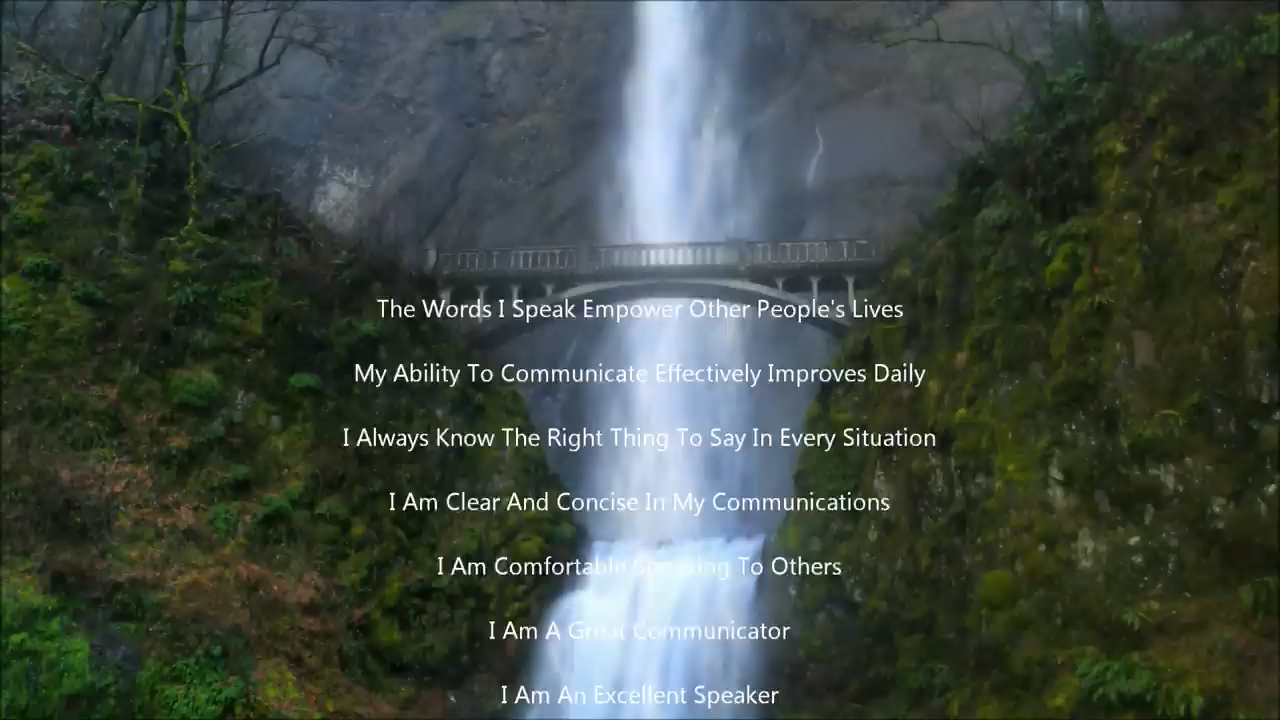 The Words I Speak Empower Other People's Lives
My Ability To Communicate Effectively Improves Daily
I Always Know The Right Thing To Say In Every Situation
I Am Clear And Concise In My Communications
I Am Comfortable Speaking To Others
I Am A Great Communicator
I Am An Excellent Speaker